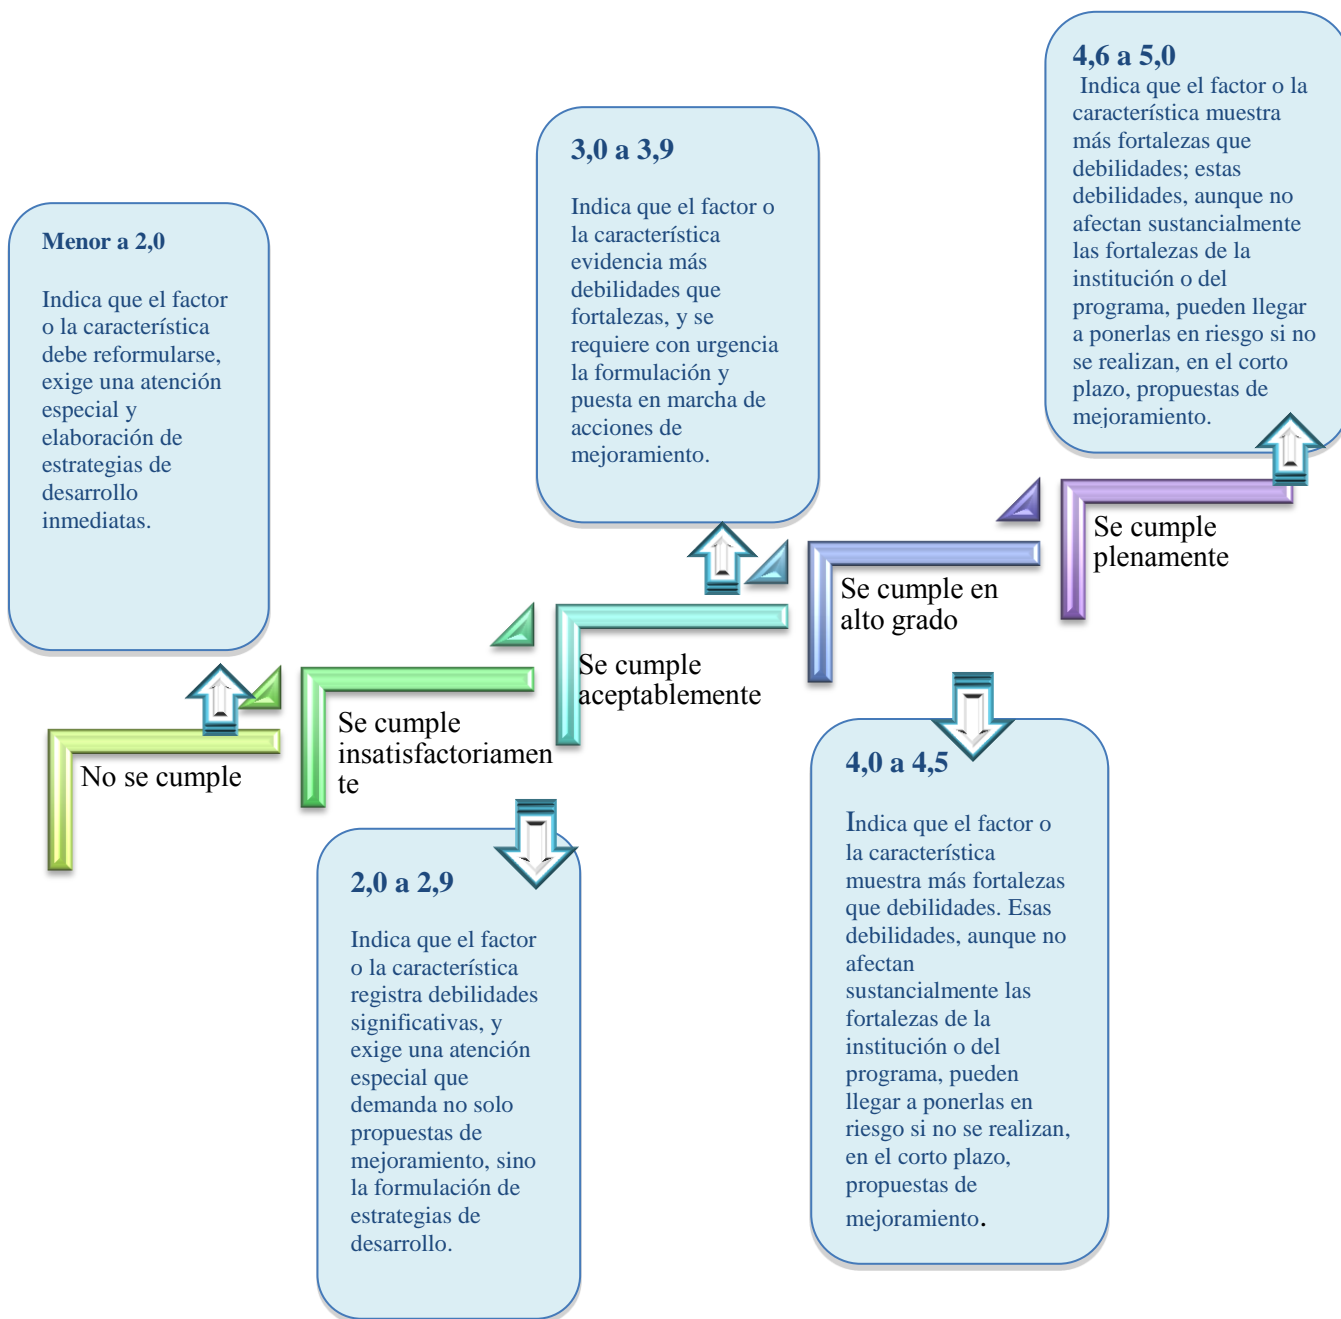 Menor a 2,0
Indica que el factor
o la característica
debe reformularse,
exige una atención
especial y
elaboración de
estrategias de
desarrollo
inmediatas.
No se cumple
Se cumple
insatisfactoriamen
te
2,0 a 2,9
Indica que el factor
o la característica
registra debilidades
significativas, y
exige una atención
especial que
demanda no solo
propuestas de
mejoramiento, sino
la formulación de
estrategias de
desarrollo.
3,0 a 3,9
Indica que el factor o
la característica
evidencia más
debilidades que
fortalezas, y se
requiere con urgencia
la formulación y
puesta en marcha de
acciones de
mejoramiento.
Se cumple
aceptablemente
Se cumple en
alto grado
4,0 a 4,5
Indica que el factor o
la característica
muestra más fortalezas
que debilidades. Esas
debilidades, aunque no
afectan
sustancialmente las
fortalezas de la
institución o del
programa, pueden
llegar a ponerlas en
riesgo si no se realizan,
en el corto plazo,
propuestas de
mejoramiento.
4,6 a 5,0
Indica que el factor o la
característica muestra
más fortalezas que
debilidades; estas
debilidades, aunque no
afectan sustancialmente
las fortalezas de la
institución o del
programa, pueden llegar
a ponerlas en riesgo si no
se realizan, en el corto
plazo, propuestas de
mejoramiento.
Se cumple
plenamente